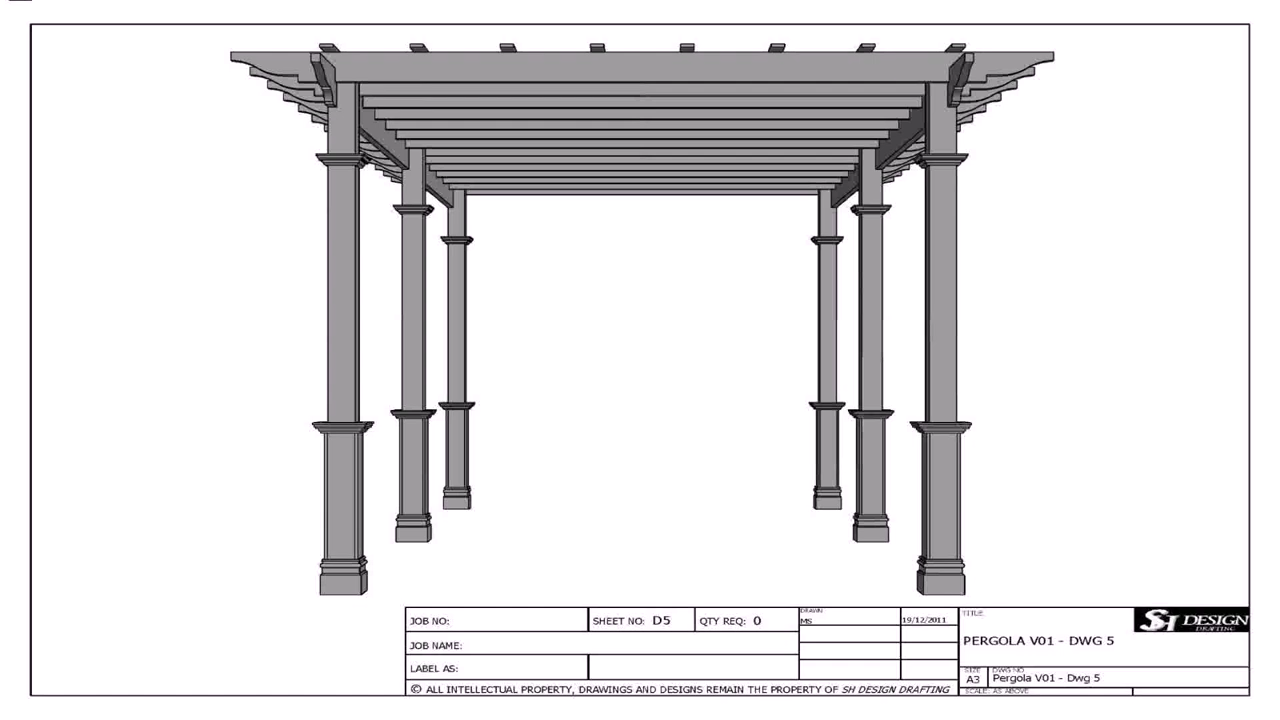 JOB NO:
SHEET NO: D5
QTY REQ: 0
DRAWN
MS
19/12/2011
JOB NAME:
LABEL AS:
© ALL INTELLECTUAL PROPERTY, DRAWINGS AND DESIGNS REMAIN THE PROPERTY OF SH DESIGN DRAFTING
TITLE
SH DESIGN
DRAFTING
PERGOLA V01 - DWG 5
SIZE
A3
DWG NO
Pergola V01 - Dwg 5
SCALE: AS ABOVE